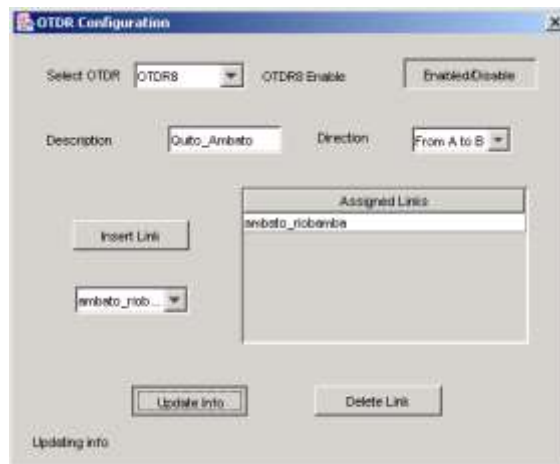 OTDR Configuration
Select OTDR OTDR8 OTDR8 Enable Enabled/Disable
Description Quito_Ambato Direction From A to B
Assigned Links
ambato_riobamba
Insert Link
ambato_riob...
Update Info Delete Link
Updating info